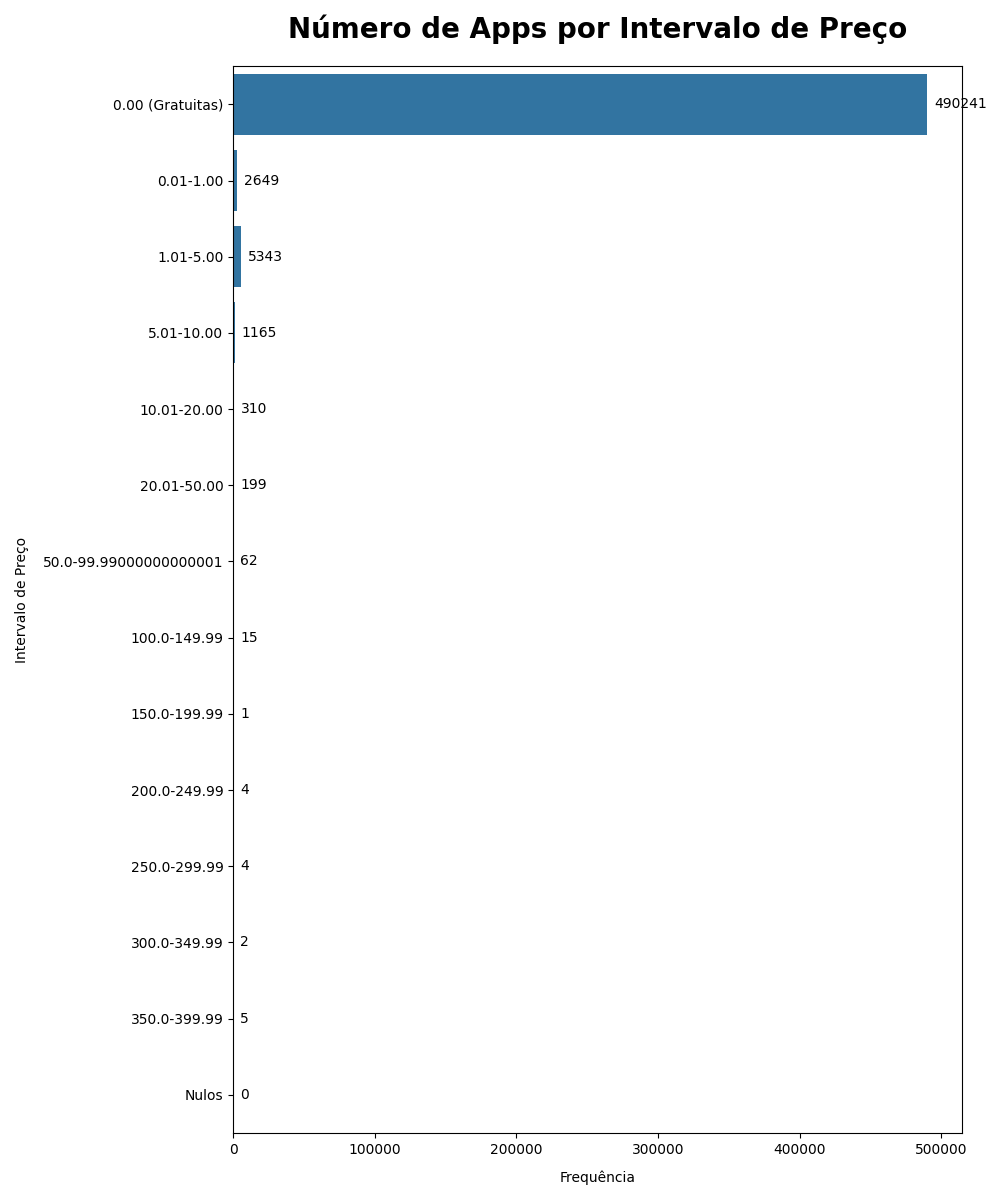 Número de Apps por Intervalo de Preço
0.00 (Gratuitas) 490241
0.01-1.00 2649
1.01-5.00 5343
5.01-10.00 1165
10.01-20.00 310
20.01-50.00 199
50.0-99.99000000000001 62
100.0-149.99 15
150.0-199.99 1
200.0-249.99 4
250.0-299.99 4
300.0-349.99 2
350.0-399.99 5
Nulos 0
Intervalo de Preço
0 100000 200000 300000 400000 500000
Frequência